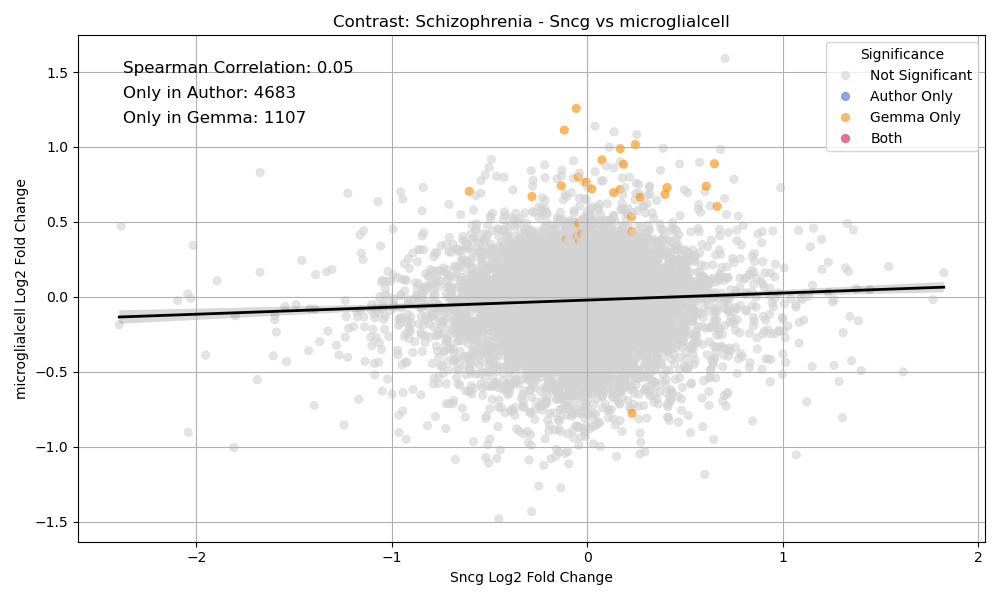 Contrast: Schizophrenia - Sncg vs microglialcell
Spearman Correlation: 0.05
Only in Author: 4683
Only in Gemma: 1107
Significance
Not Significant
Author Only
Gemma Only
Both
microglialcell Log2 Fold Change
1.5
1.0
0.5
0.0
−0.5
−1.0
−1.5
−2 −1 0 1 2
Sncg Log2 Fold Change